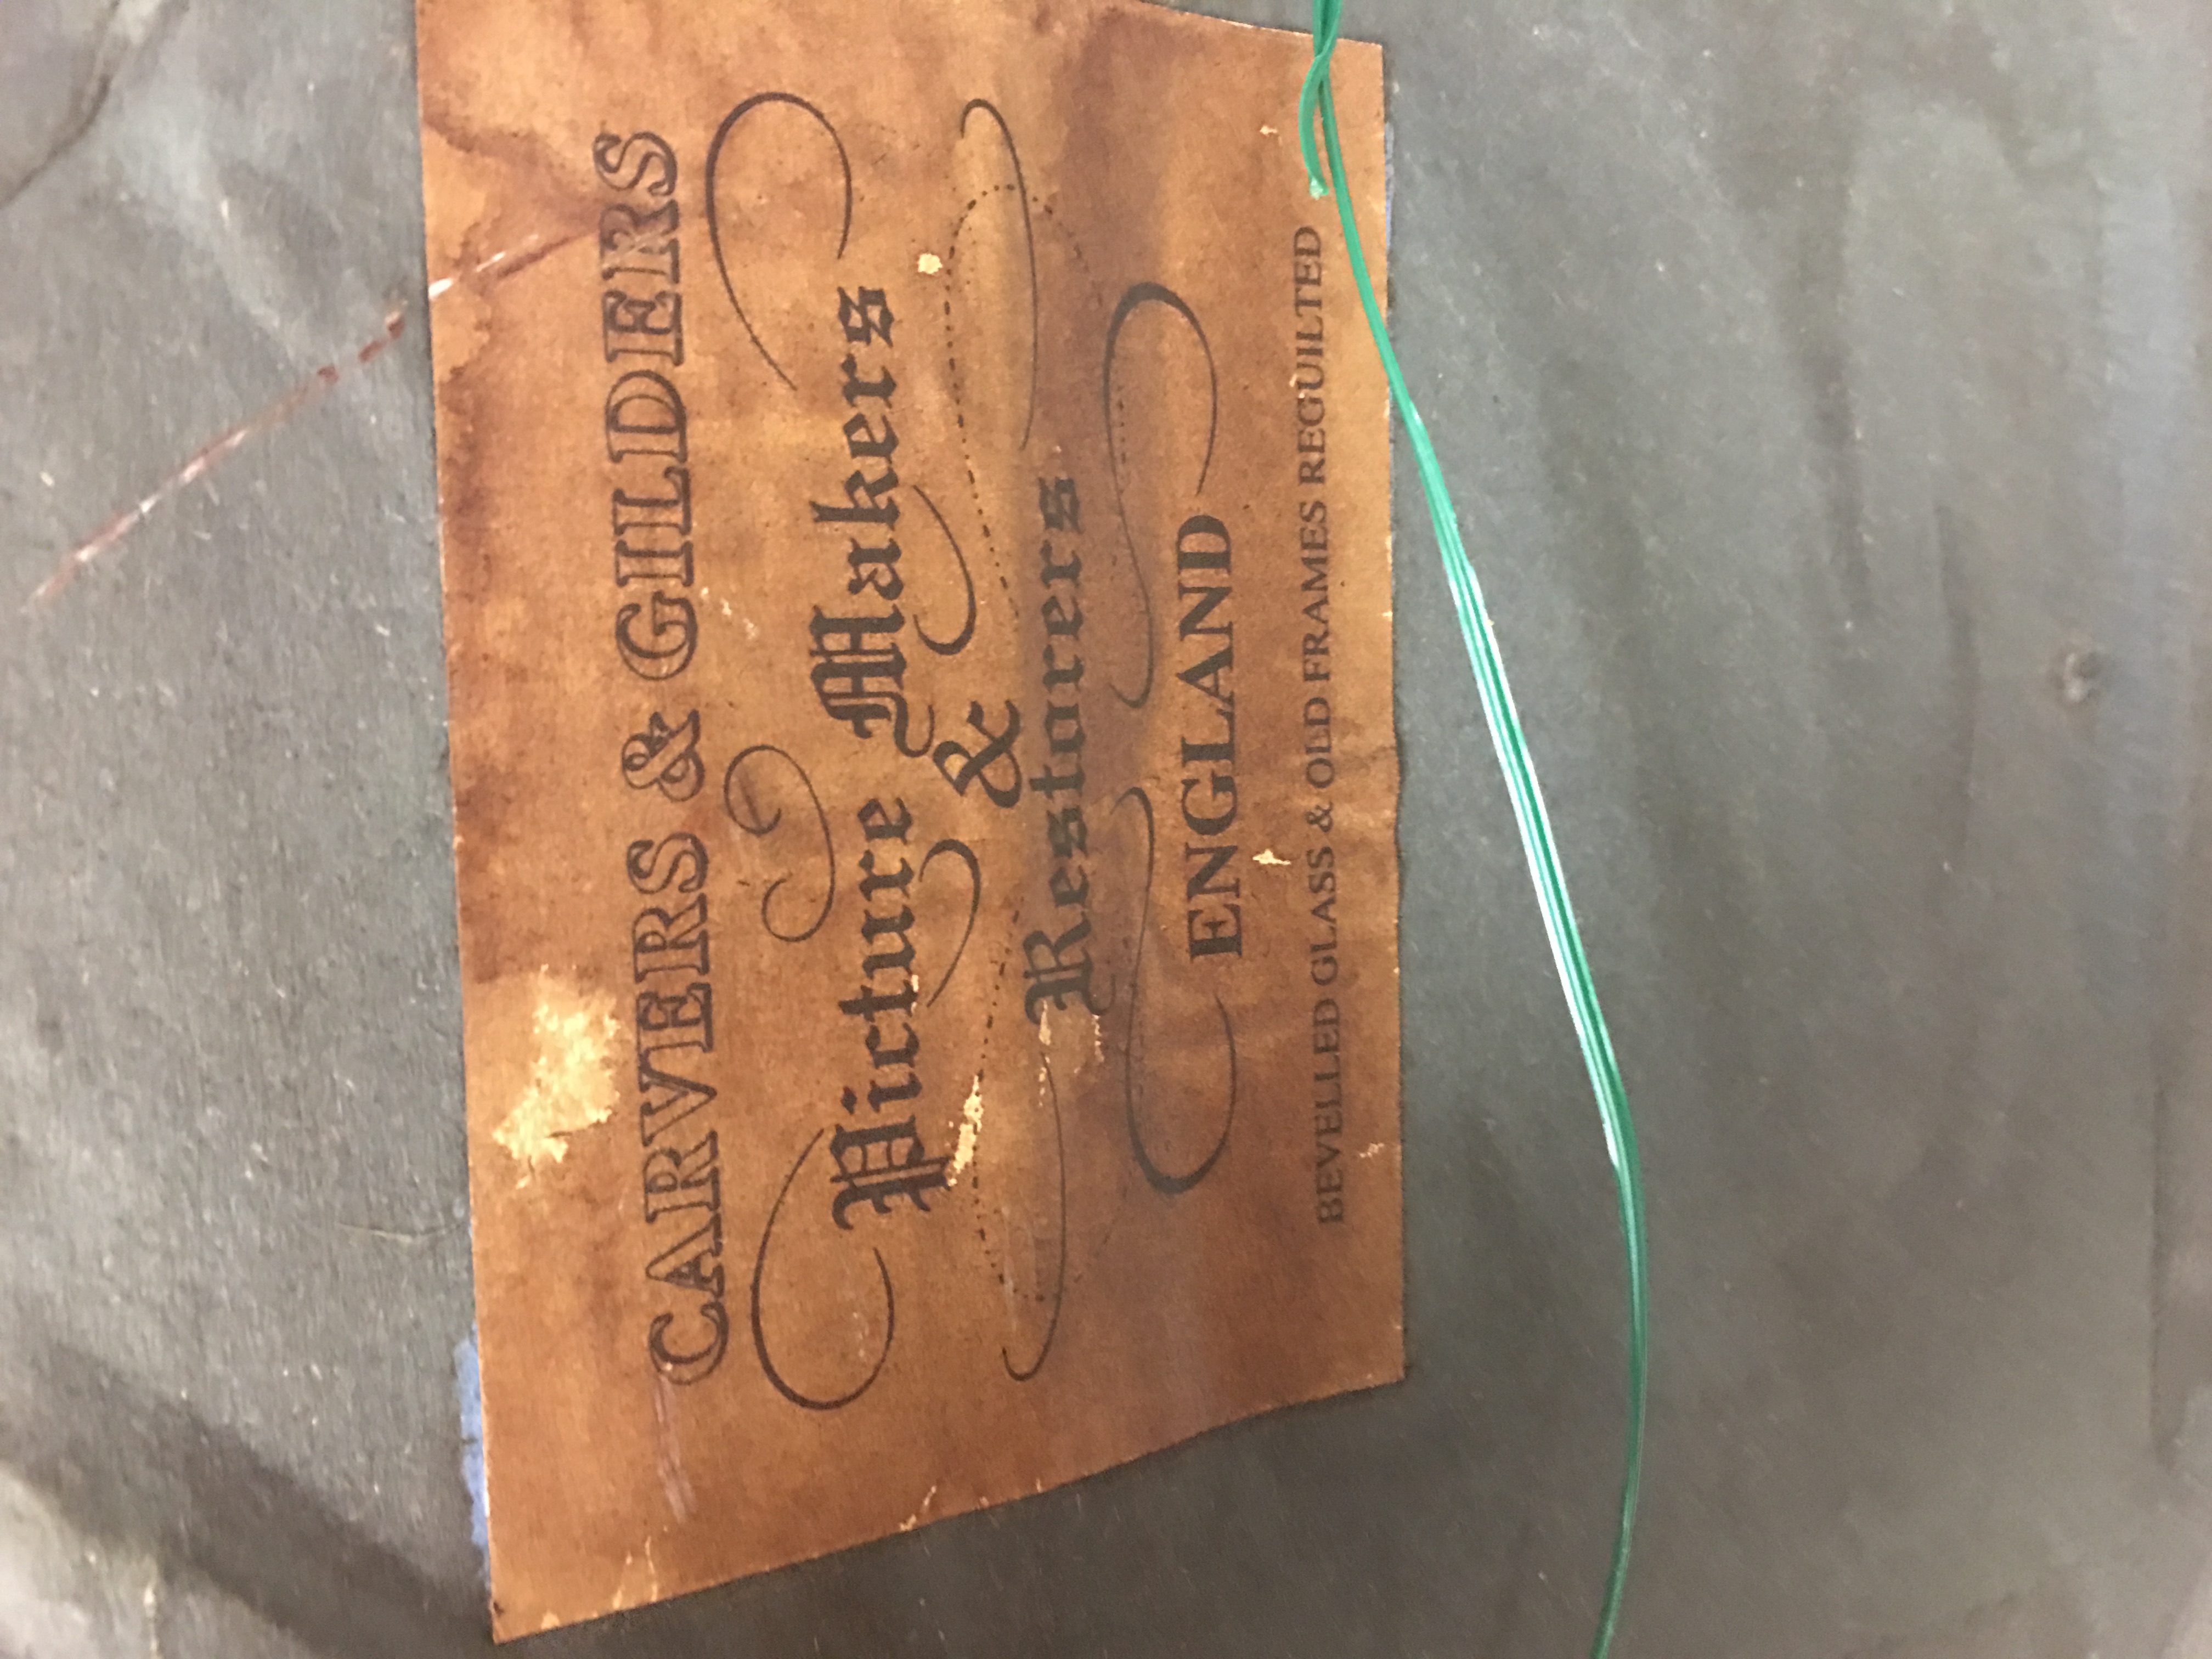 CARVERS & GILDERS
Picture Makers
&
Restorers
ENGLAND
BEVELLED GLASS & OLD FRAMES REGUILTED